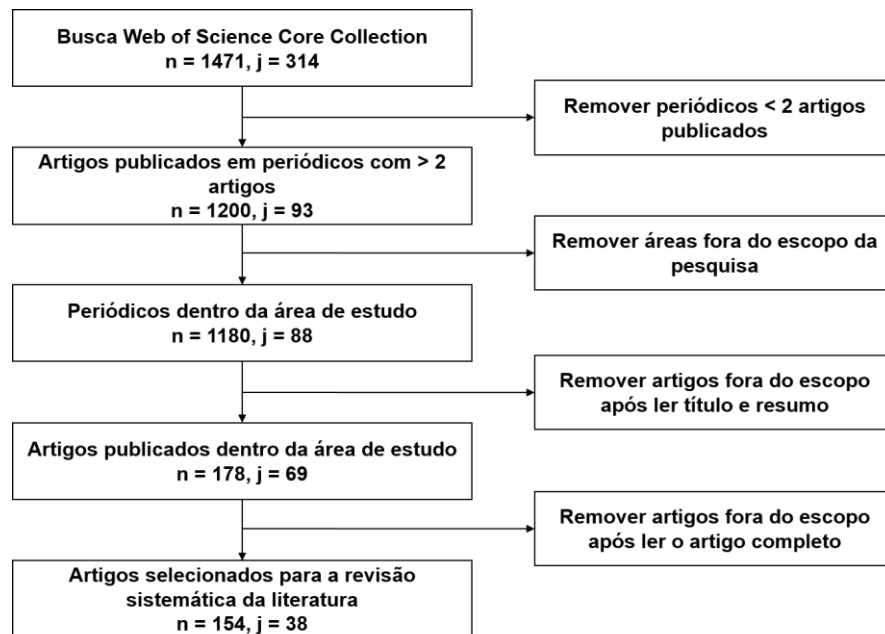 Busca Web of Science Core Collection
n = 1471, j = 314
Remover periódicos < 2 artigos
publicados
Artigos publicados em periódicos com > 2
artigos
n = 1200, j = 93
Remover áreas fora do escopo da
pesquisa
Periódicos dentro da área de estudo
n = 1180, j = 88
Remover artigos fora do escopo
após ler título e resumo
Artigos publicados dentro da área de estudo
n = 178, j = 69
Remover artigos fora do escopo
após ler o artigo completo
Artigos selecionados para a revisão
sistemática da literatura
n = 154, j = 38